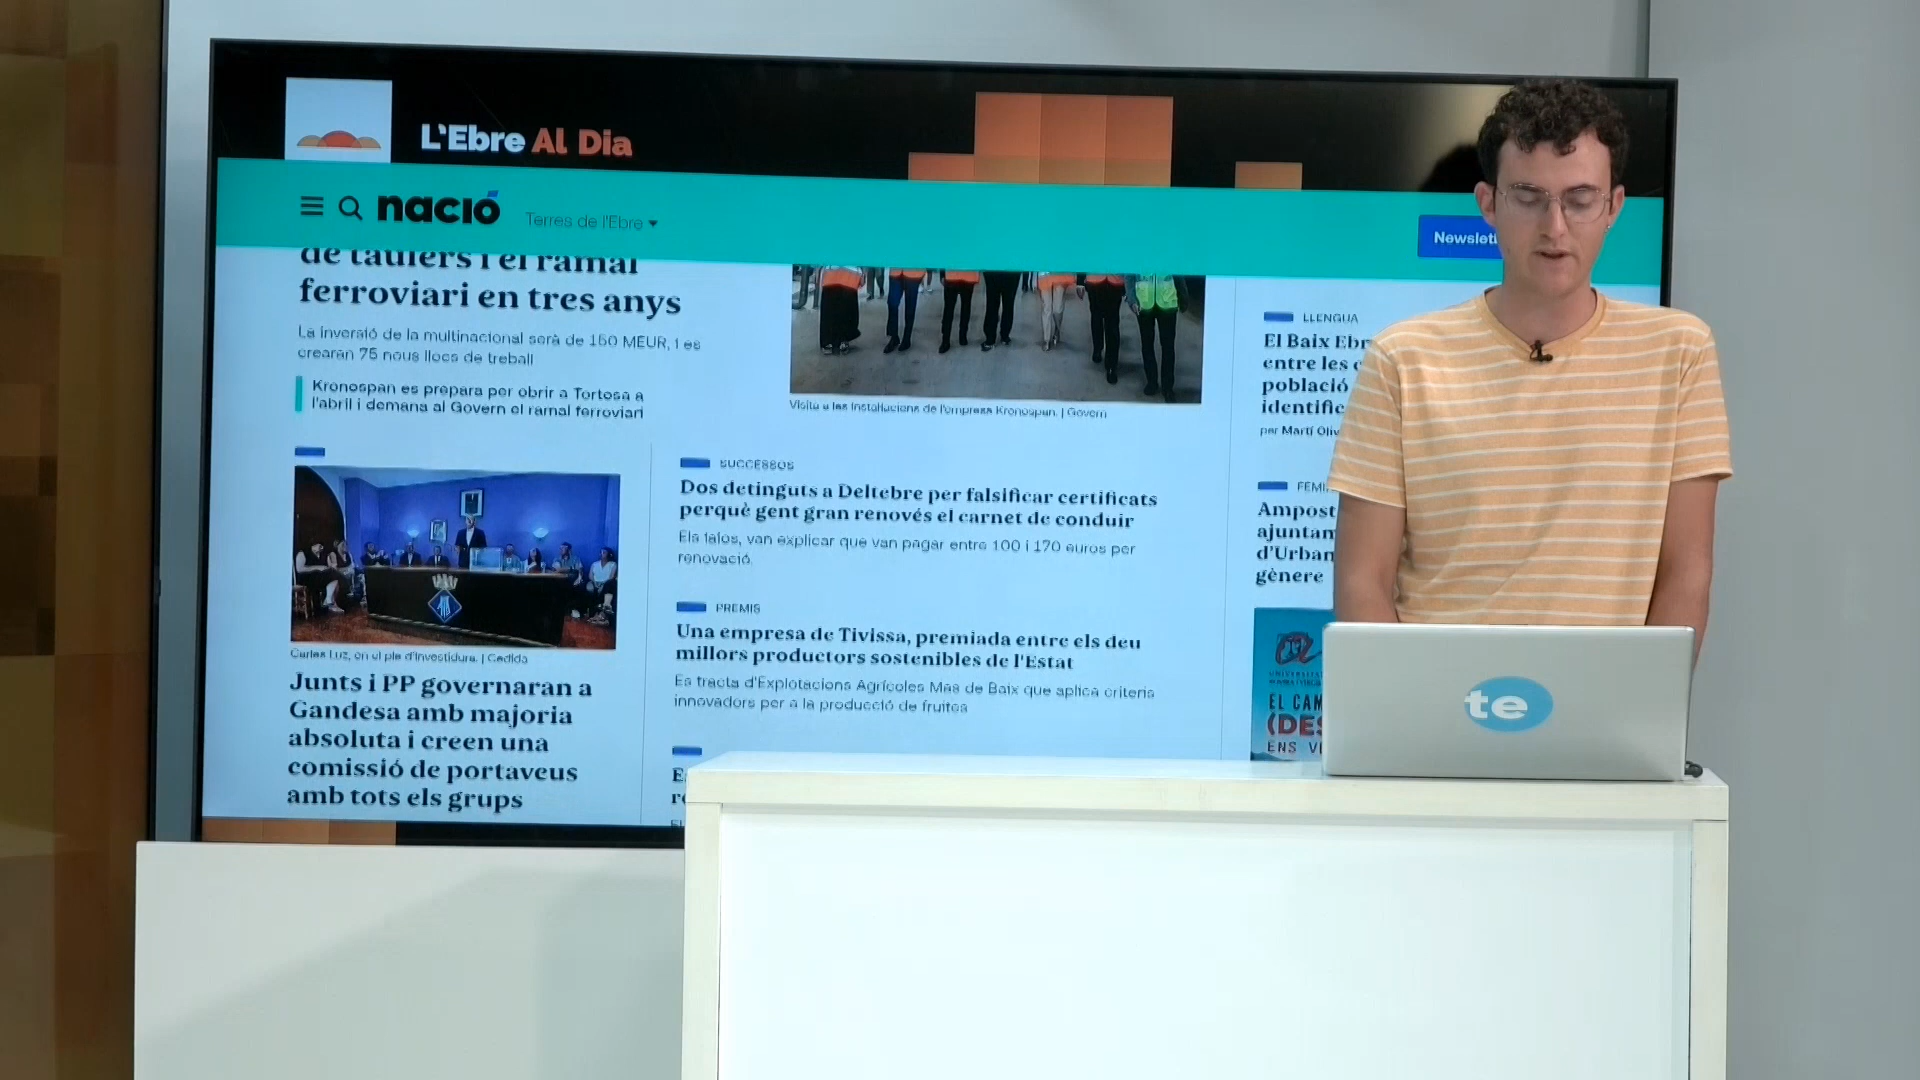 L'Ebre Al Dia
nació
Terres de l'Ebre
de taulers i el ramal
ferroviari en tres anys
La inversió de la multinacional serà de 150 MEUR, i es
crearan 75 nous llocs de treball
Kronospan es prepara per obrir a Tortosa a
l'abril i demana al Govern el ramal ferroviari
Visita a les instal·lacions de l'empresa Kronospan. | Govern
Carles Luz, en el ple d'investidura. | Cedida
Junts i PP governaran a
Gandesa amb majoria
absoluta i creen una
comissió de portaveus
amb tots els grups
SUCCESSOS
Dos detinguts a Deltebre per falsificar certificats
perquè gent gran renovés el carnet de conduir
Els falos, van explicar que van pagar entre 100 i 170 euros per
renovació.
PREMIS
Una empresa de Tivissa, premiada entre els deu
millors productors sostenibles de l'Estat
Es tracta d'Explotacions Agrícoles Mas de Baix que aplica criteris
innovadors per a la producció de fruites
LLENGUA
El Baix Ebr
entre les
població
identific
per Martí Oliv
Ampost
ajuntam
d'Urban
gènere
EL CAM
(DES
ENS V
te